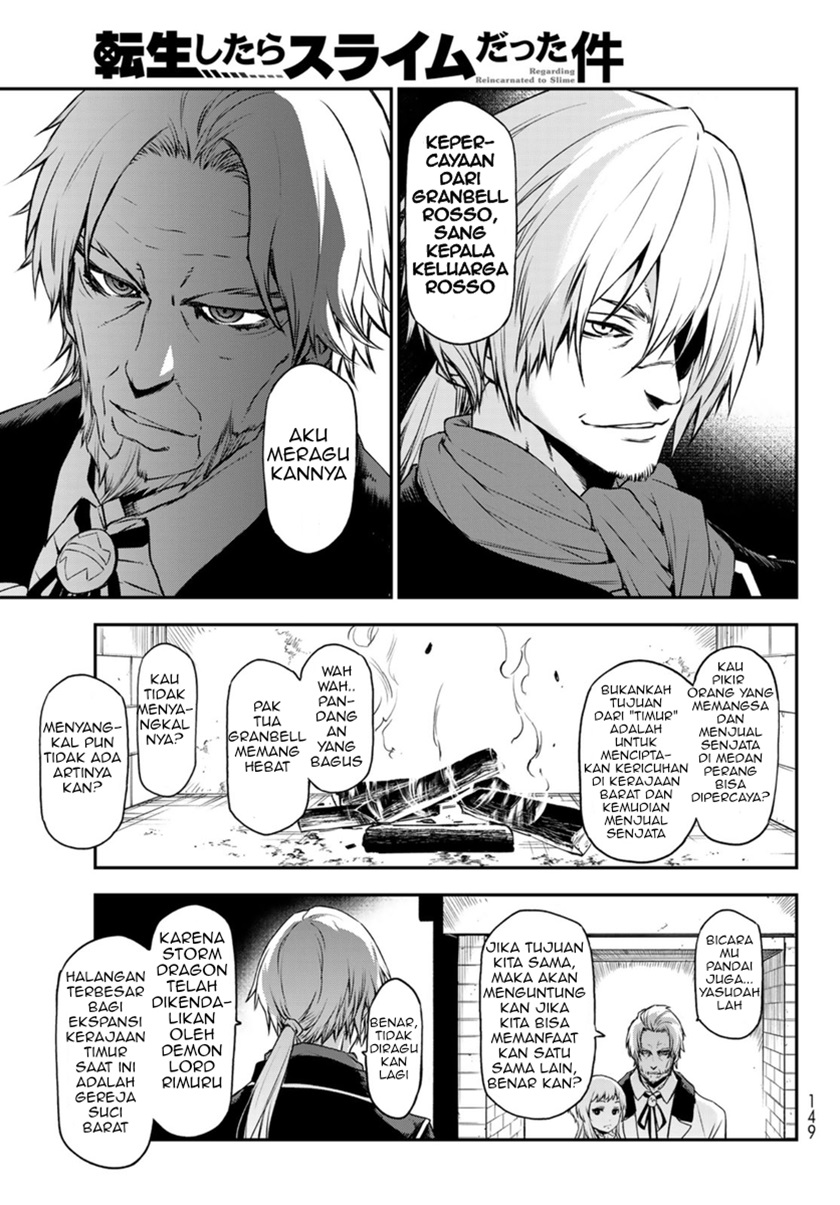 転生したらスライムだった件
Regarding
Reincarnated to Slime
KEPER-
CAYAAN
DARI
GRANBELL
ROSSO,
SANG
KEPALA
KELUARGA
ROSSO
AKU
MERAGU
KANNYA
KAU
PIKIR
ORANG YANG
MEMANGSA
DAN
MENJUAL
SENJATA
DI MEDAN
PERANG
BISA
DIPERCAYA?
BUKANKAH
TUJUAN
DARI "TIMUR"
ADALAH
UNTUK
MENCIPTA-
KAN KERICUHAN
DI KERAJAAN
BARAT DAN
KEMUDIAN
MENJUAL
SENJATA
WAH
WAH..
PAN-
DANG
AN
YANG
BAGUS
PAK
TUA
GRANBELL
MEMANG
HEBAT
KAU
TIDAK
MENYA-
NGKAL
NYA?
MENYANG-
KAL PUN
TIDAK ADA
ARTINYA
KAN?
BICARA
MU
PANDAI
JUGA...
YASUDAH
LAH
JIKA TUJUAN
KITA SAMA,
MAKA AKAN
MENGUNTUNG
KAN JIKA
KITA BISA
MEMANFAAT
KAN SATU
SAMA LAIN,
BENAR KAN?
BENAR,
TIDAK
DIRAGU
KAN
LAGI
KARENA
STORM
DRAGON
TELAH
DIKENDA-
LIKAN
OLEH
DEMON
LORD
RIMURU
HALANGAN
TERBESAR
BAGI
EKSPANSI
KERAJAAN
TIMUR
SAAT INI
ADALAH
GEREJA
SUCI
BARAT
149